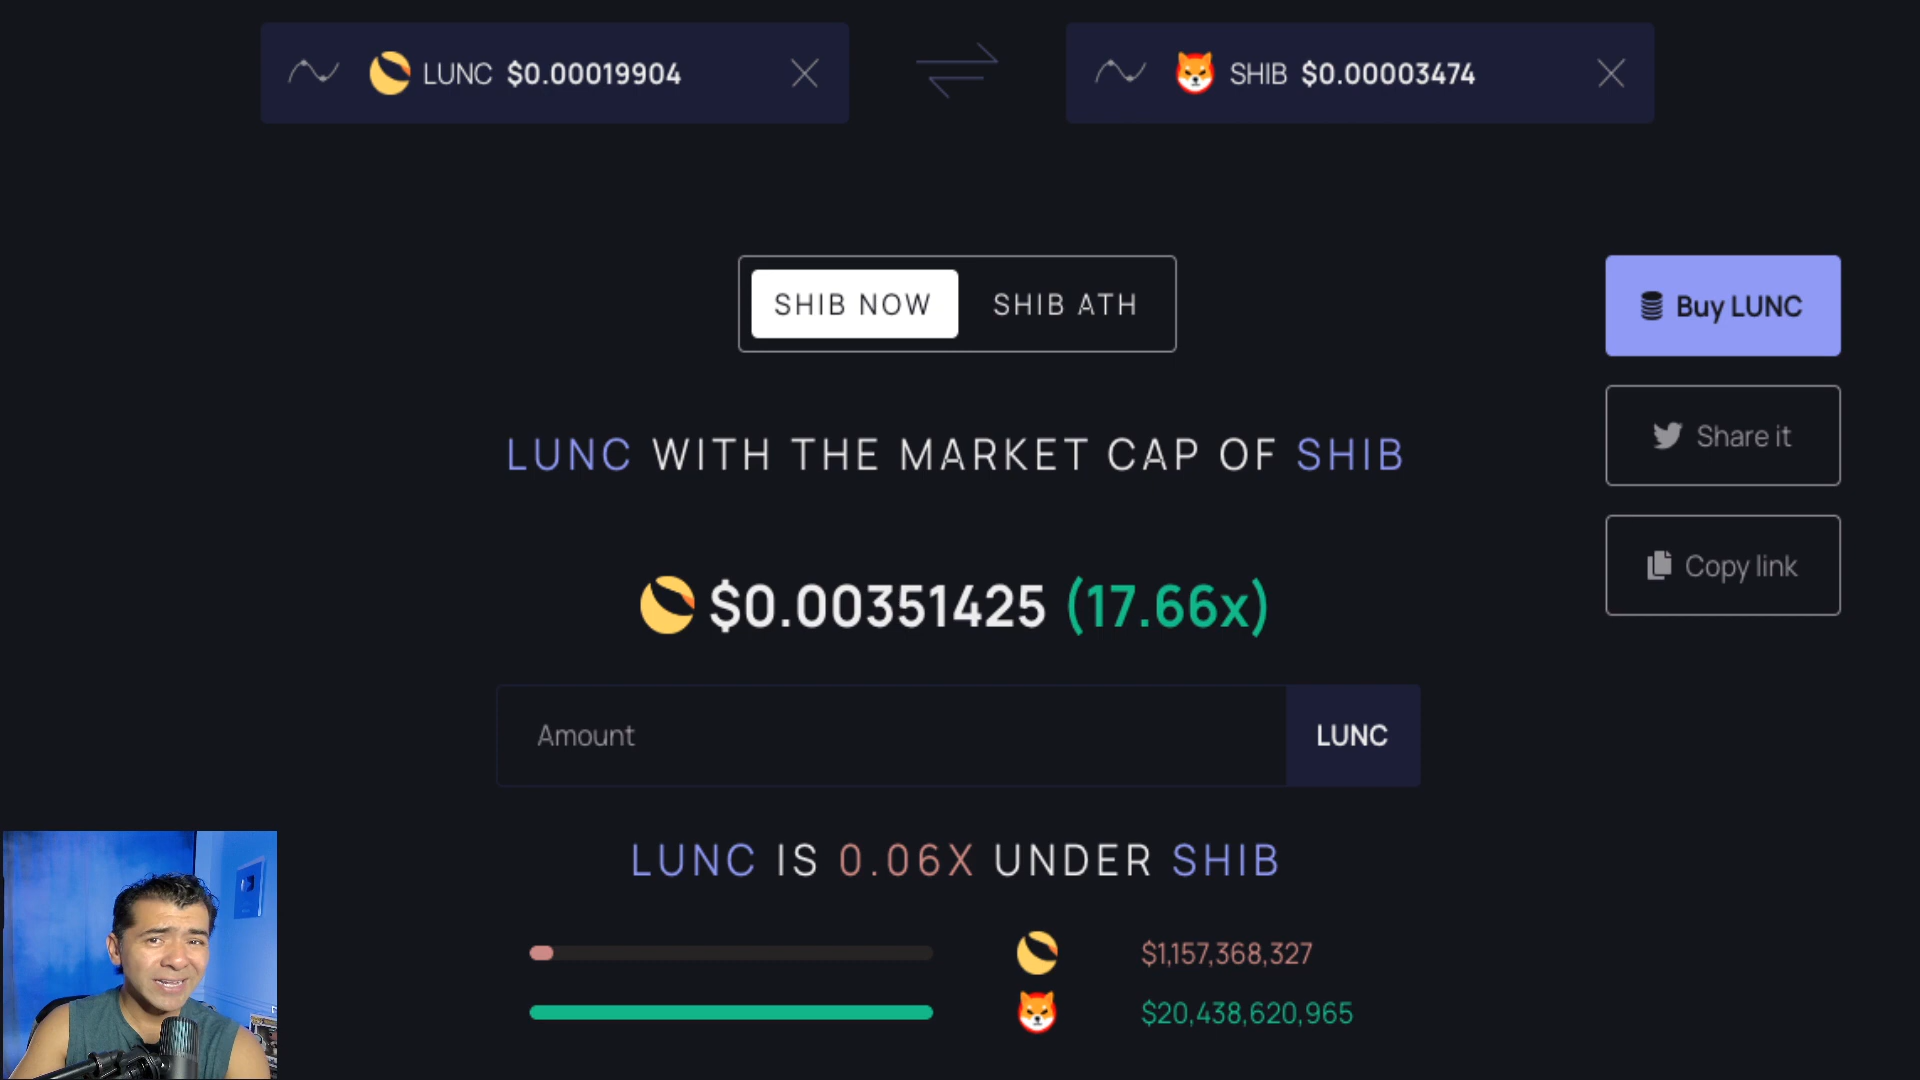 LUNC $0.00019904
SHIB $0.00003474
SHIB NOW
SHIB ATH
Buy LUNC
Share it
Copy link
LUNC WITH THE MARKET CAP OF SHIB
$0.00351425 (17.66x)
Amount
LUNC
LUNC IS 0.06X UNDER SHIB
$1,157,368,327
$20,438,620,965